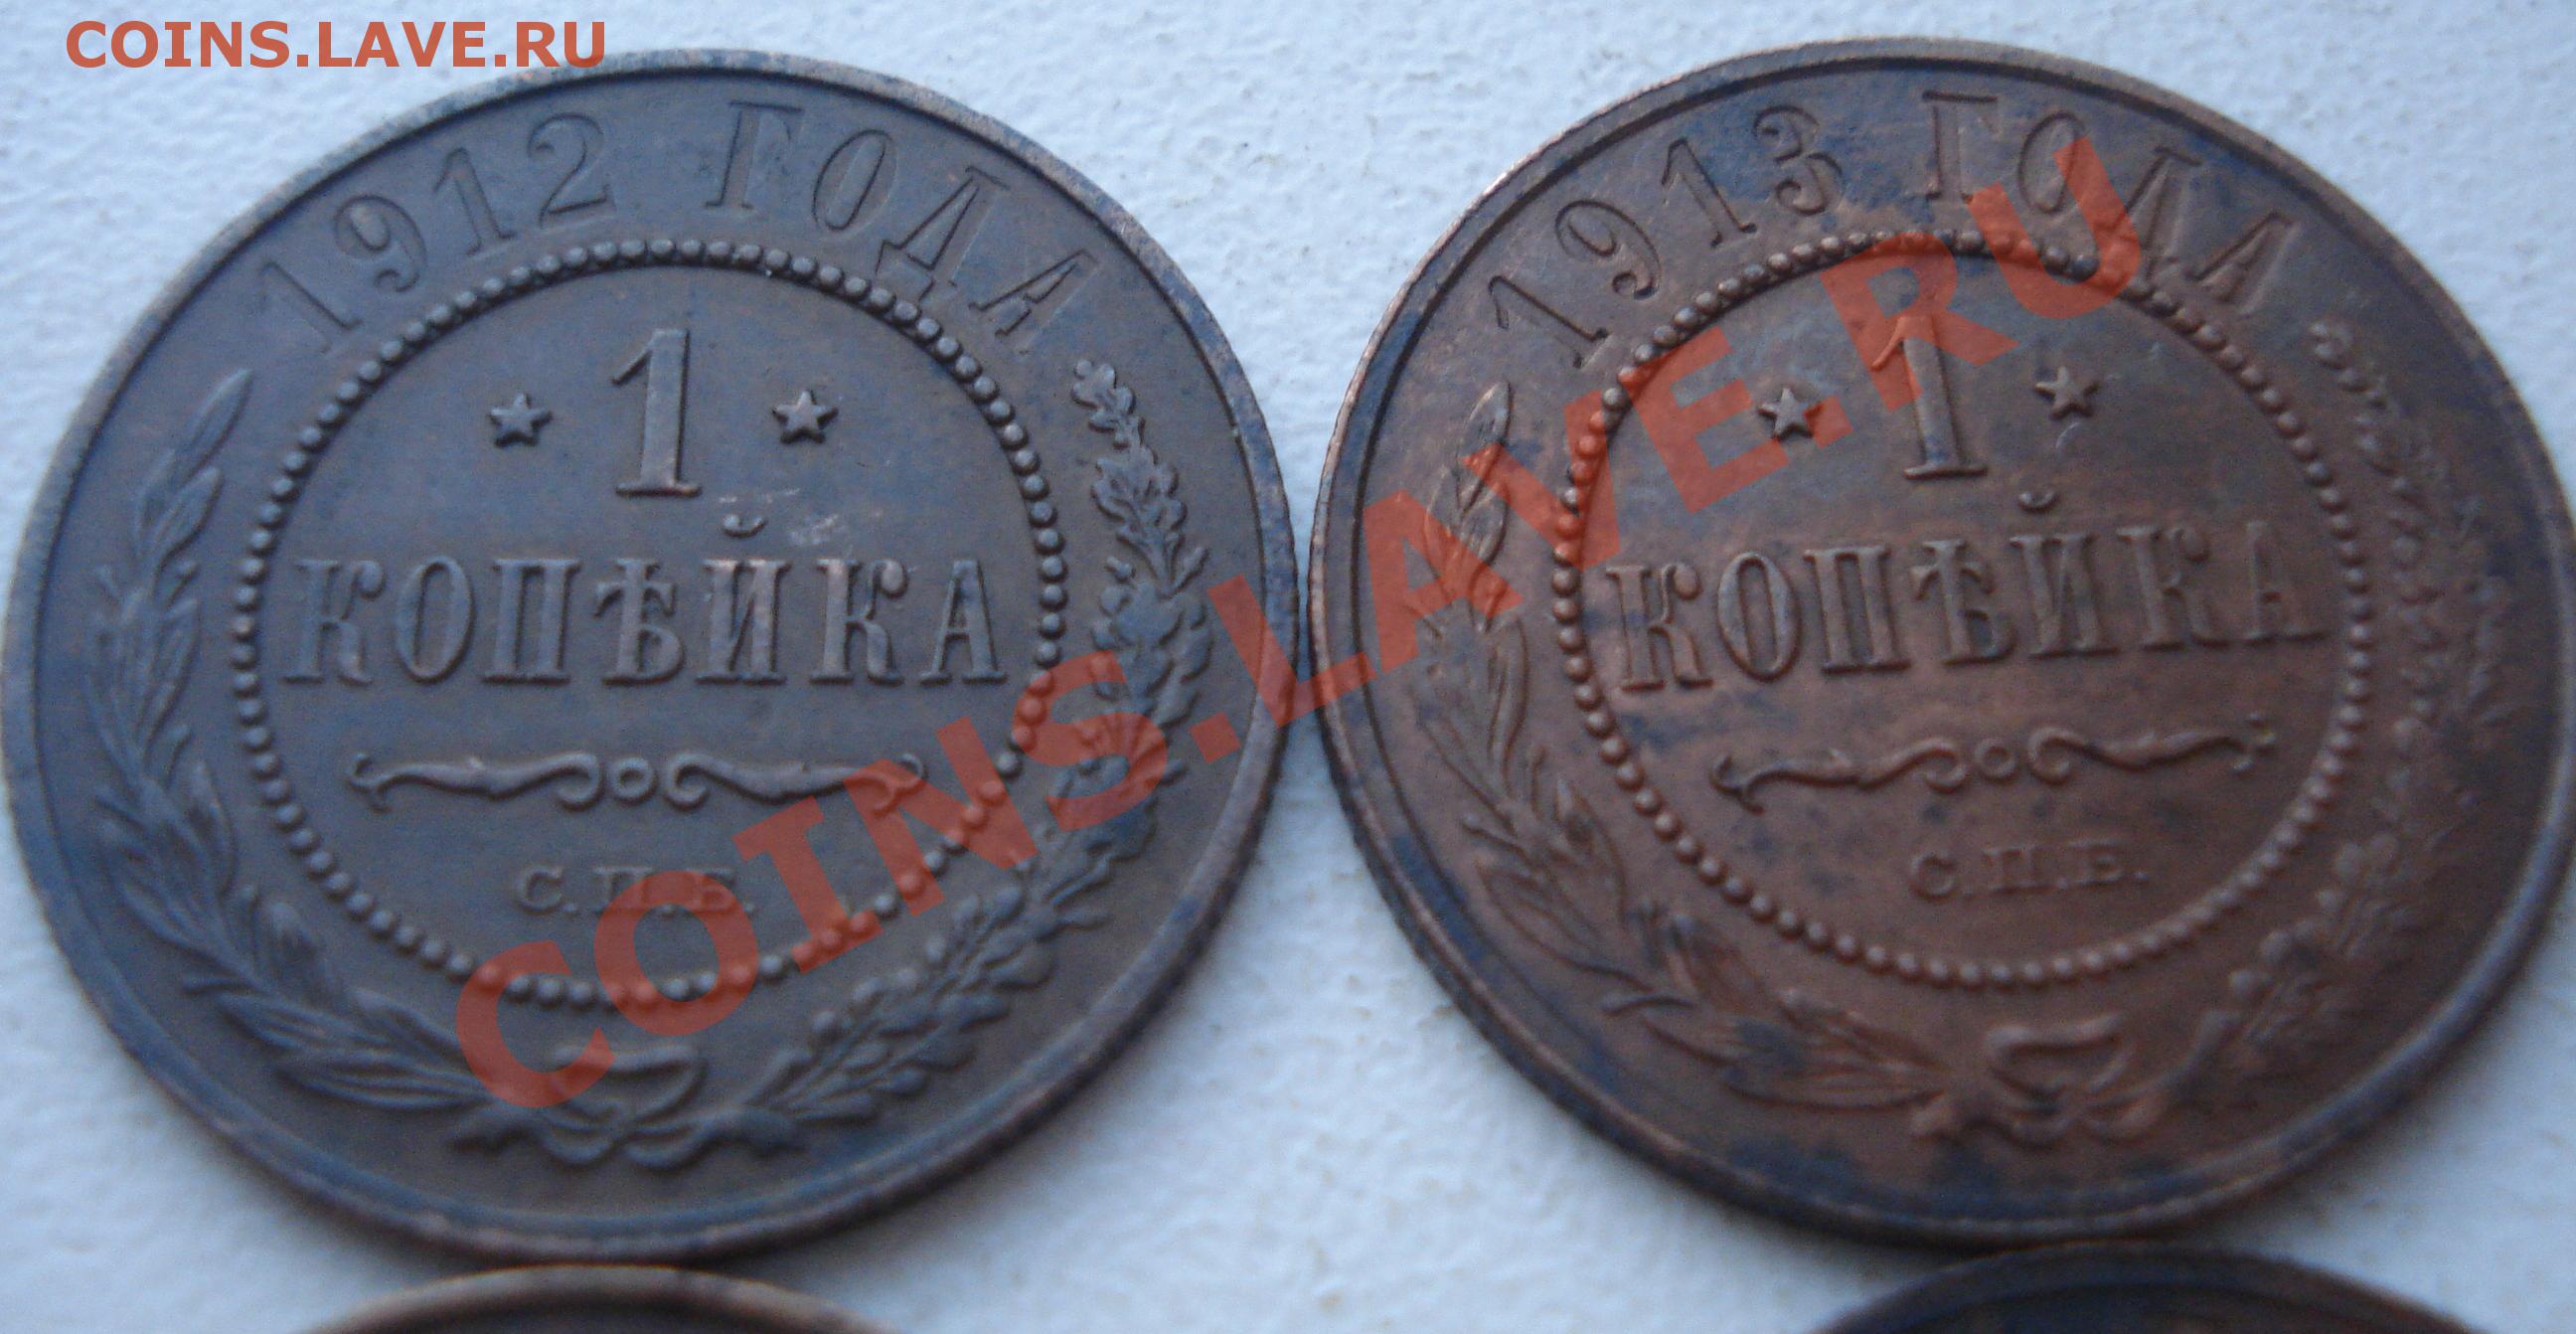 COINS.LAVE.RU
1912 ГОДА
1
КОПѢЙКА
С.П.Б.
1913 ГОДА
1
КОПѢЙКА
С.П.Б.
COINS.LAVE.RU